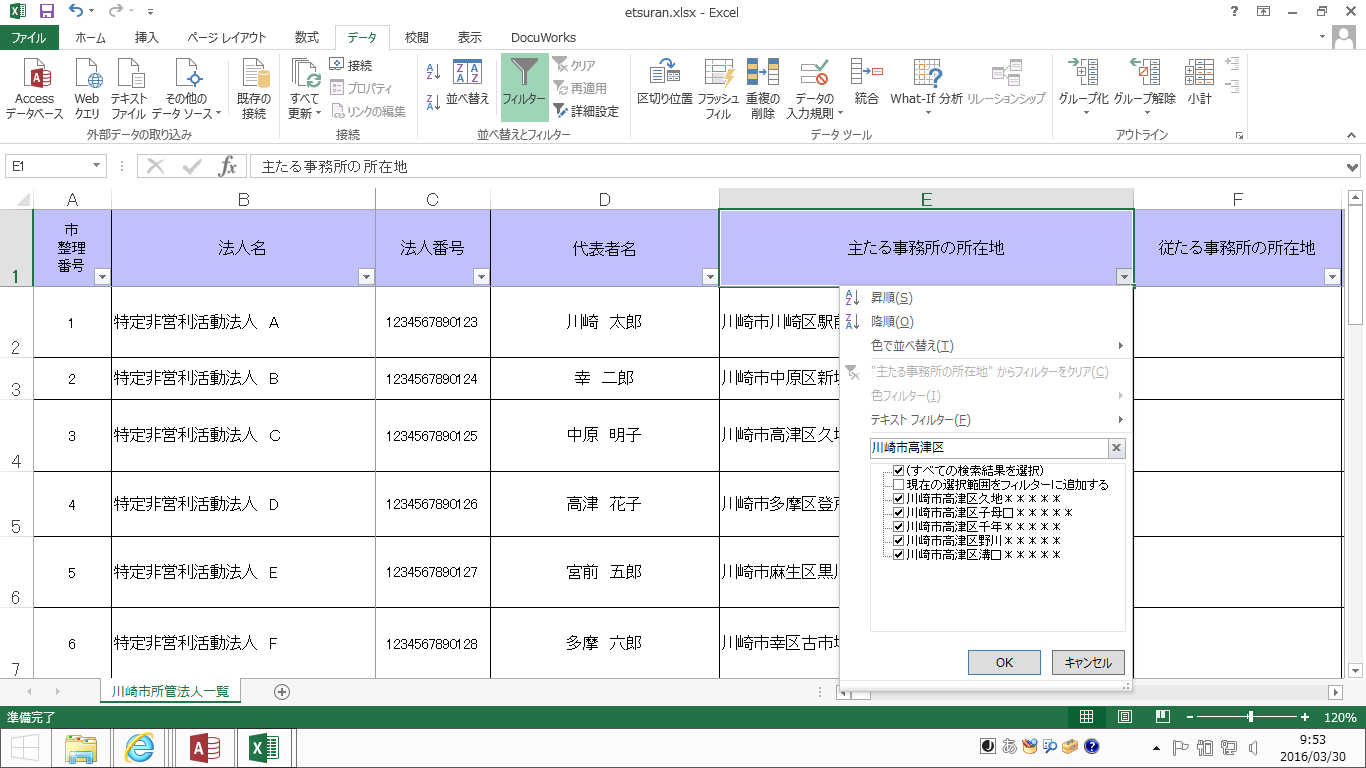 etsuran.xlsx - Excel
ファイル ホーム 挿入 ページ レイアウト 数式 データ 校閲 表示 DocuWorks
Access データベース
Web クエリ
テキスト ファイル
その他の データ ソース
既存の 接続
外部データの取り込み
すべて 更新
接続
プロパティ
リンクの編集
接続
並べ替え
フィルター
クリア
再適用
詳細設定
並べ替えとフィルター
区切り位置
フラッシュ フィル
重複の 削除
データの 入力規則
統合
What-If 分析
リレーションシップ
データ ツール
グループ化
グループ解除
小計
アウトライン
E1
fx
主たる事務所の所在地
A B C D E F
1
市
整理
番号
法人名
法人番号
代表者名
主たる事務所の所在地
従たる事務所の所在地
2 1 特定非営利活動法人 A 1234567890123 川崎 太郎 川崎市川崎区駅前
3 2 特定非営利活動法人 B 1234567890124 幸 二郎 川崎市中原区新
4 3 特定非営利活動法人 C 1234567890125 中原 明子 川崎市高津区久
5 4 特定非営利活動法人 D 1234567890126 高津 花子 川崎市多摩区登
6 5 特定非営利活動法人 E 1234567890127 宮前 五郎 川崎市麻生区黒
7 6 特定非営利活動法人 F 1234567890128 多摩 六郎 川崎市幸区古市
昇順(S)
降順(O)
色で並べ替え(T)
"主たる事務所の所在地" からフィルターをクリア(C)
色フィルター(I)
テキスト フィルター(F)
川崎市高津区
(すべての検索結果を選択)
現在の選択範囲をフィルターに追加する
川崎市高津区久地＊＊＊＊＊
川崎市高津区子母口＊＊＊＊＊
川崎市高津区千年＊＊＊＊＊
川崎市高津区野川＊＊＊＊＊
川崎市高津区溝口＊＊＊＊＊
OK
キャンセル
川崎市所管法人一覧
準備完了
120%
9:53
2016/03/30